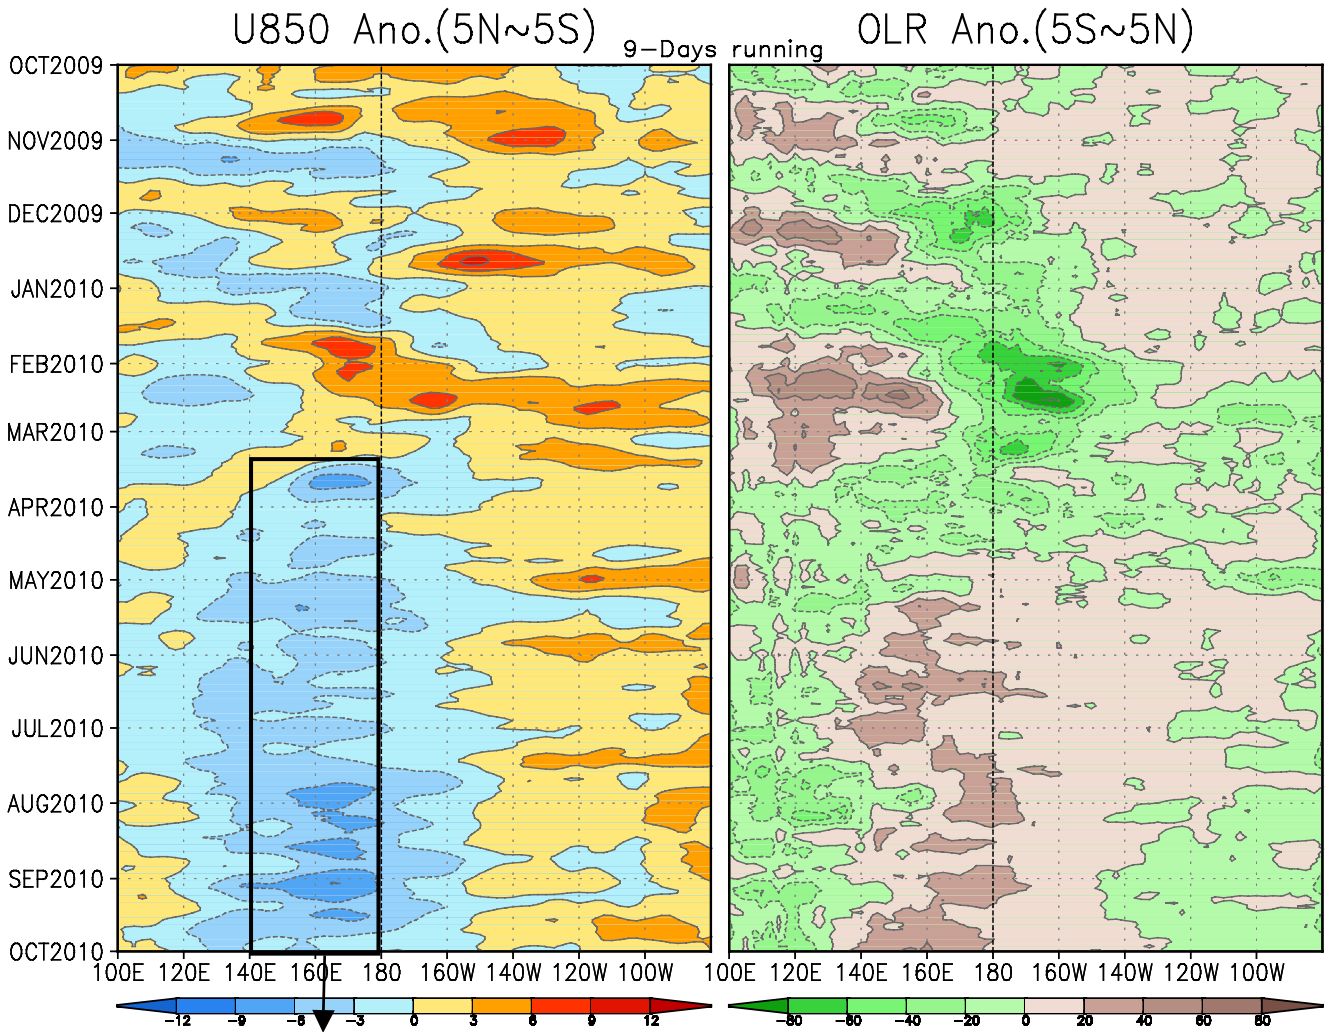 U850 Ano.(5N~5S)
9-Days running
OLR Ano.(5S~5N)
OCT2009
NOV2009
DEC2009
JAN2010
FEB2010
MAR2010
APR2010
MAY2010
JUN2010
JUL2010
AUG2010
SEP2010
OCT2010
100E 120E 140E 160E 180 160W 140W 120W 100W
100E 120E 140E 160E 180 160W 140W 120W 100W
-12 -9 -6 -3 0 3 6 9 12
-80 -60 -40 -20 0 20 40 60 80